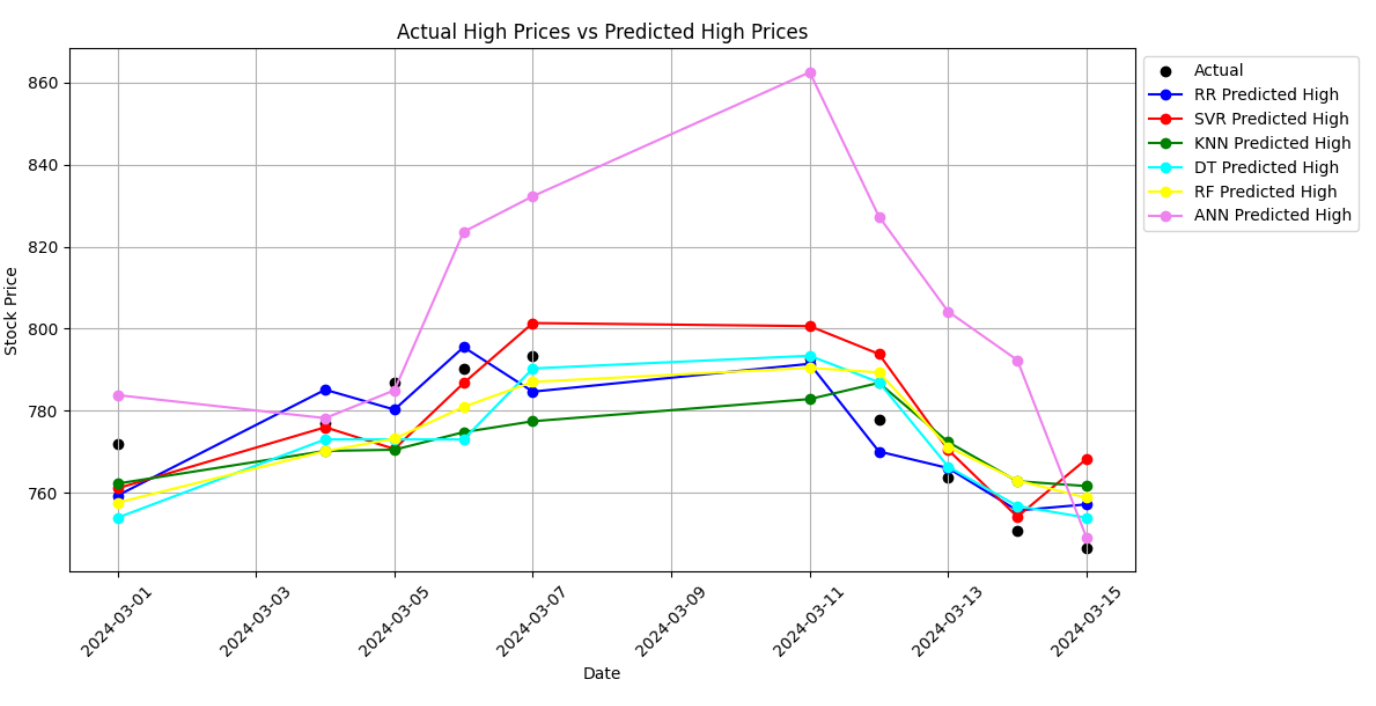 Actual High Prices vs Predicted High Prices
860
840
820
800
780
760
Stock Price
2024-03-01
2024-03-03
2024-03-05
2024-03-07
2024-03-09
2024-03-11
2024-03-13
2024-03-15
Date
Actual
RR Predicted High
SVR Predicted High
KNN Predicted High
DT Predicted High
RF Predicted High
ANN Predicted High